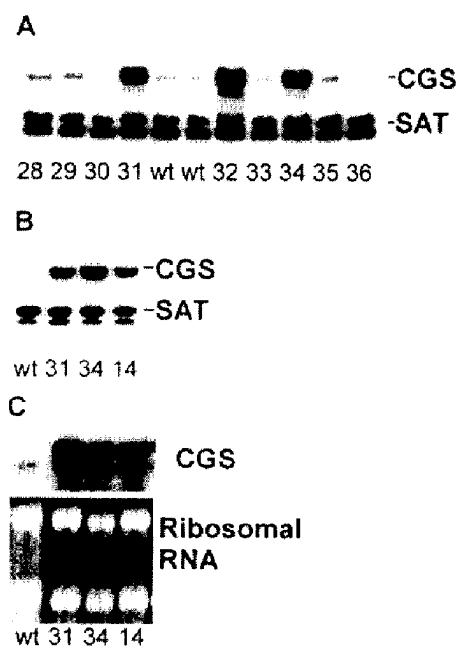 A
-CGS
-SAT
28 29 30 31 wt wt 32 33 34 35 36
B
-CGS
-SAT
wt 31 34 14
C
CGS
Ribosomal
RNA
wt 31 34 14